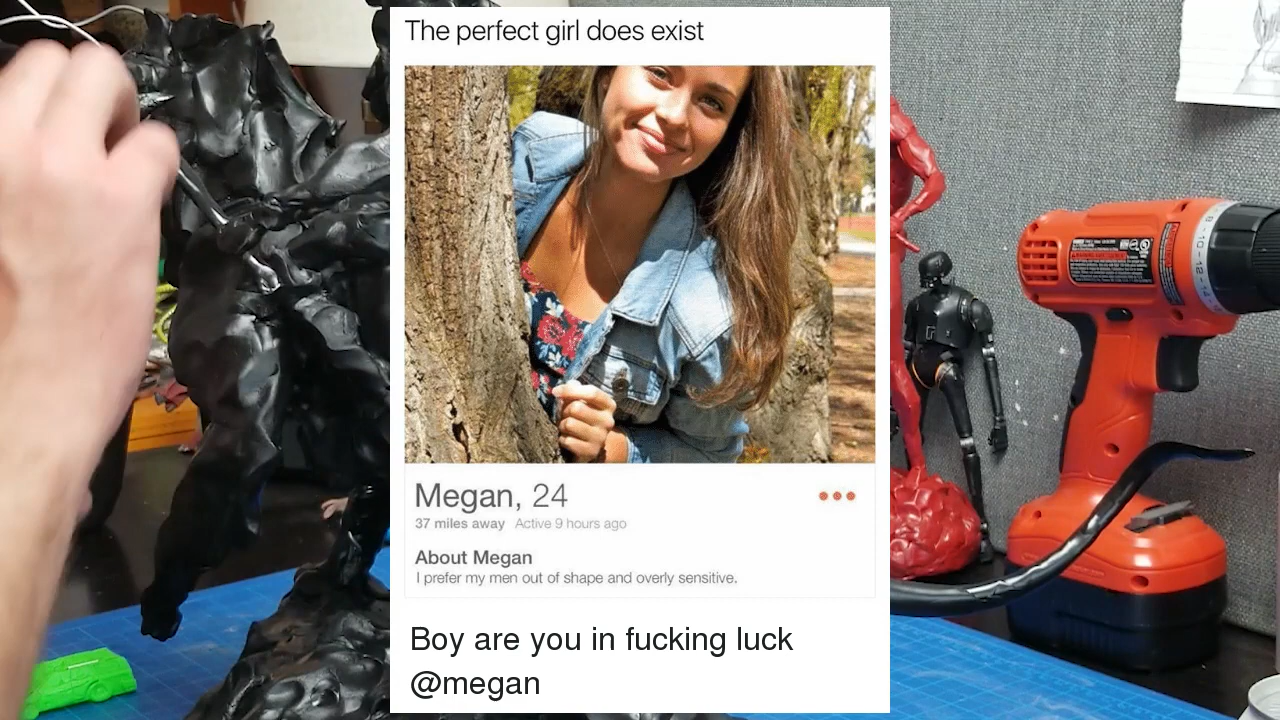 The perfect girl does exist
Megan, 24
37 miles away Active 9 hours ago
About Megan
I prefer my men out of shape and overly sensitive.
Boy are you in fucking luck
@megan